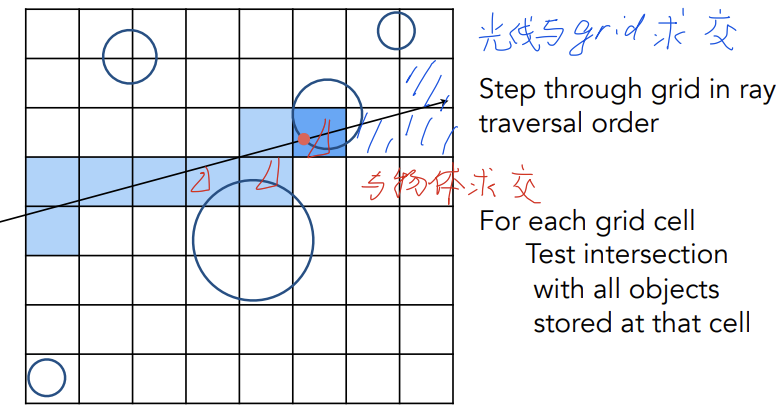 光线与grid求交
Step through grid in ray
traversal order
与物体求交
For each grid cell
Test intersection
with all objects
stored at that cell